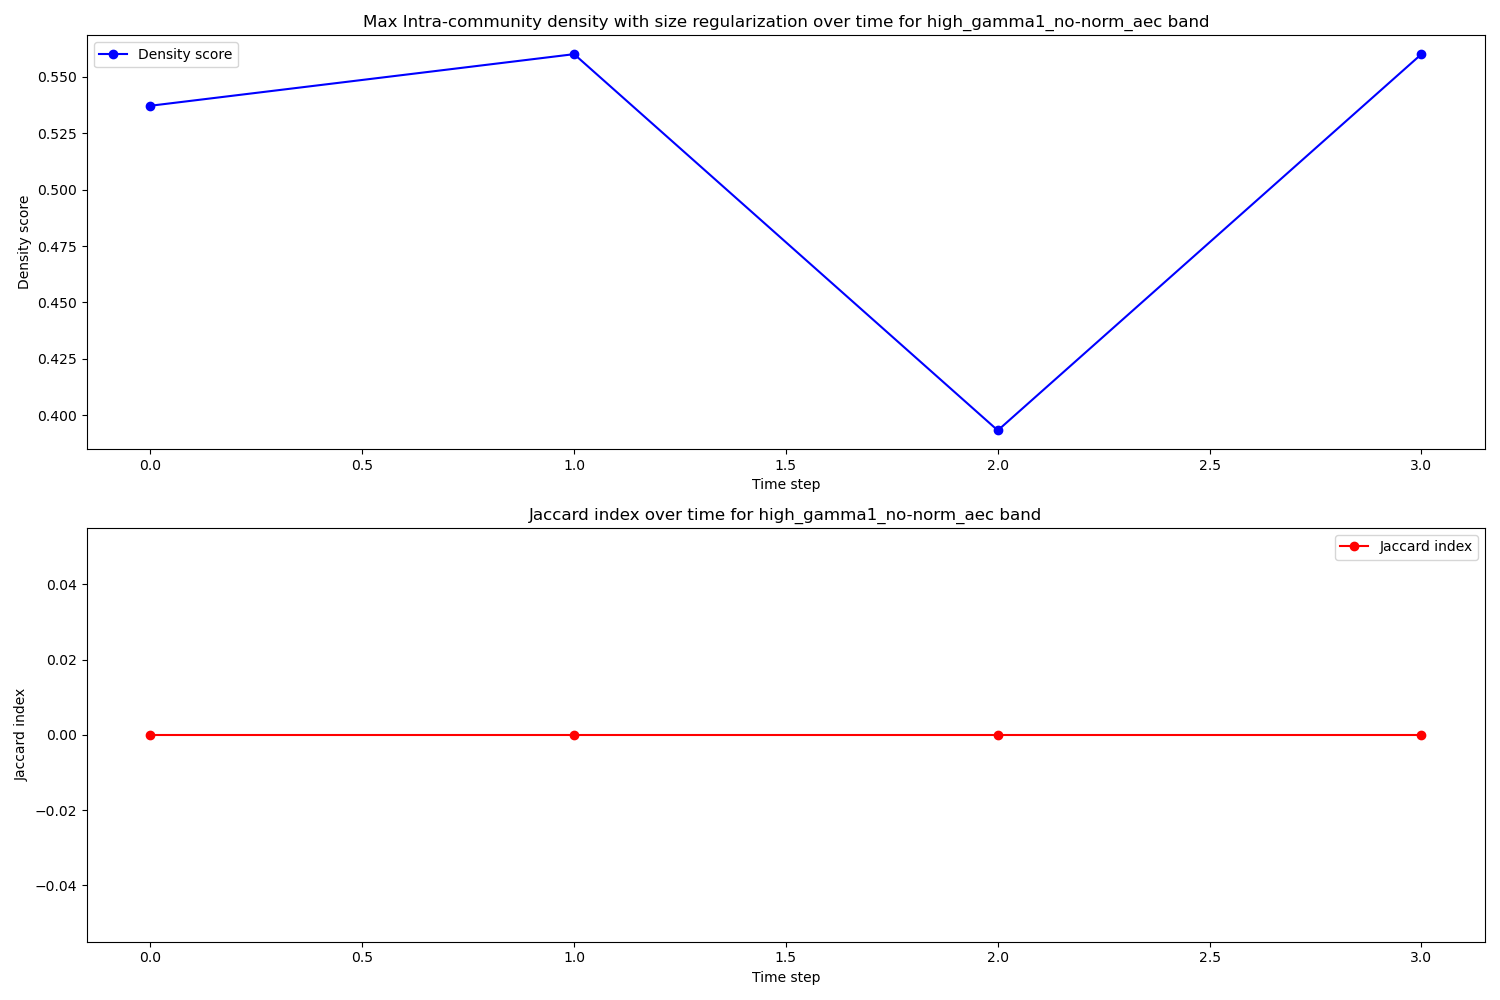 Max Intra-community density with size regularization over time for high_gamma1_no-norm_aec band
Density score
0.550
0.525
0.500
0.475
0.450
0.425
0.400
Density score
0.0 0.5 1.0 1.5 2.0 2.5 3.0
Time step
Jaccard index over time for high_gamma1_no-norm_aec band
Jaccard index
0.04
0.02
0.00
−0.02
−0.04
Jaccard index
0.0 0.5 1.0 1.5 2.0 2.5 3.0
Time step